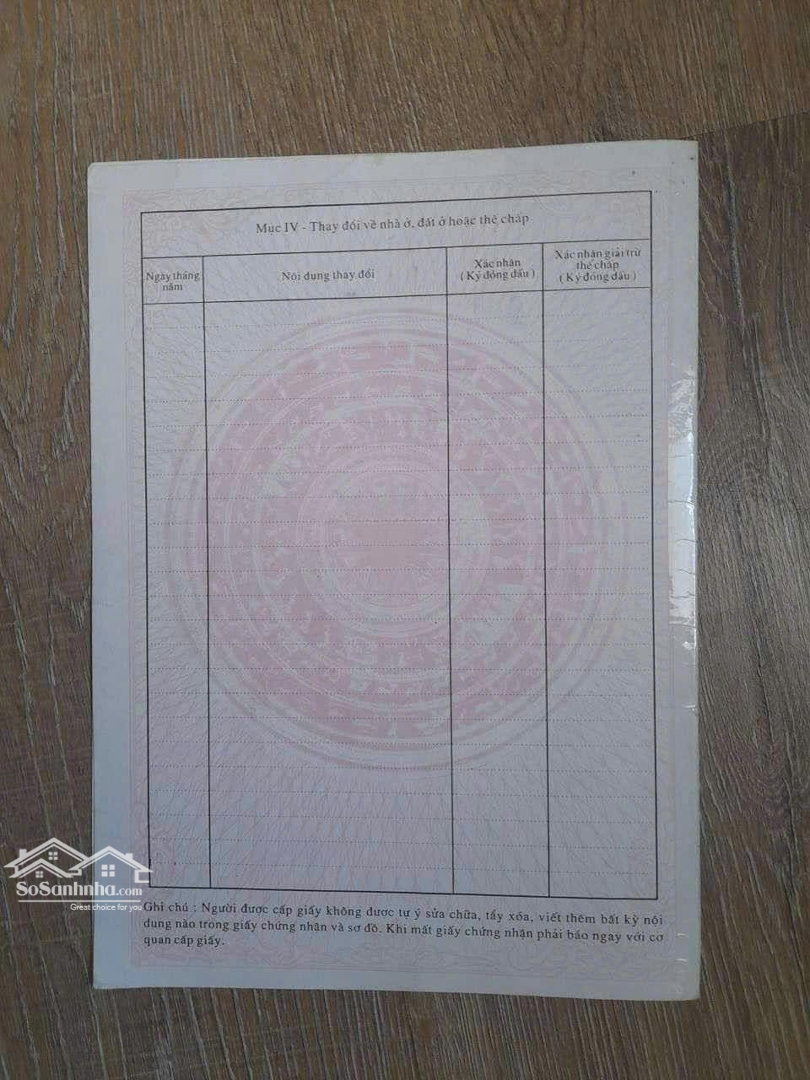 Mục IV - Thay đổi về nhà ở, đất ở hoặc thế chấp
Ngày tháng
năm
Nội dung thay đổi
Xác nhận
( Ký đóng dấu )
Xác nhận giải trừ
thế chấp
( Ký đóng dấu )
SoSanhnha.com
Great choice for you
Ghi chú : Người được cấp giấy không được tự ý sửa chữa, tẩy xóa, viết thêm bất kỳ nội
dung nào trong giấy chứng nhận và sơ đồ. Khi mất giấy chứng nhận phải báo ngay với cơ
quan cấp giấy.